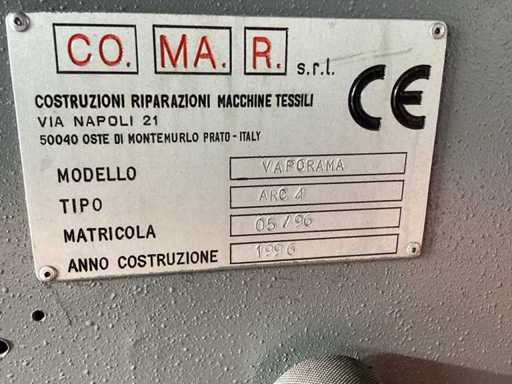 CO. MA. R. s.r.l.
CE
COSTRUZIONI RIPARAZIONI MACCHINE TESSILI
VIA NAPOLI 21
50040 OSTE DI MONTEMURLO PRATO - ITALY
MODELLO VAPORAMA
TIPO ARC 4
MATRICOLA 05/96
ANNO COSTRUZIONE 1996